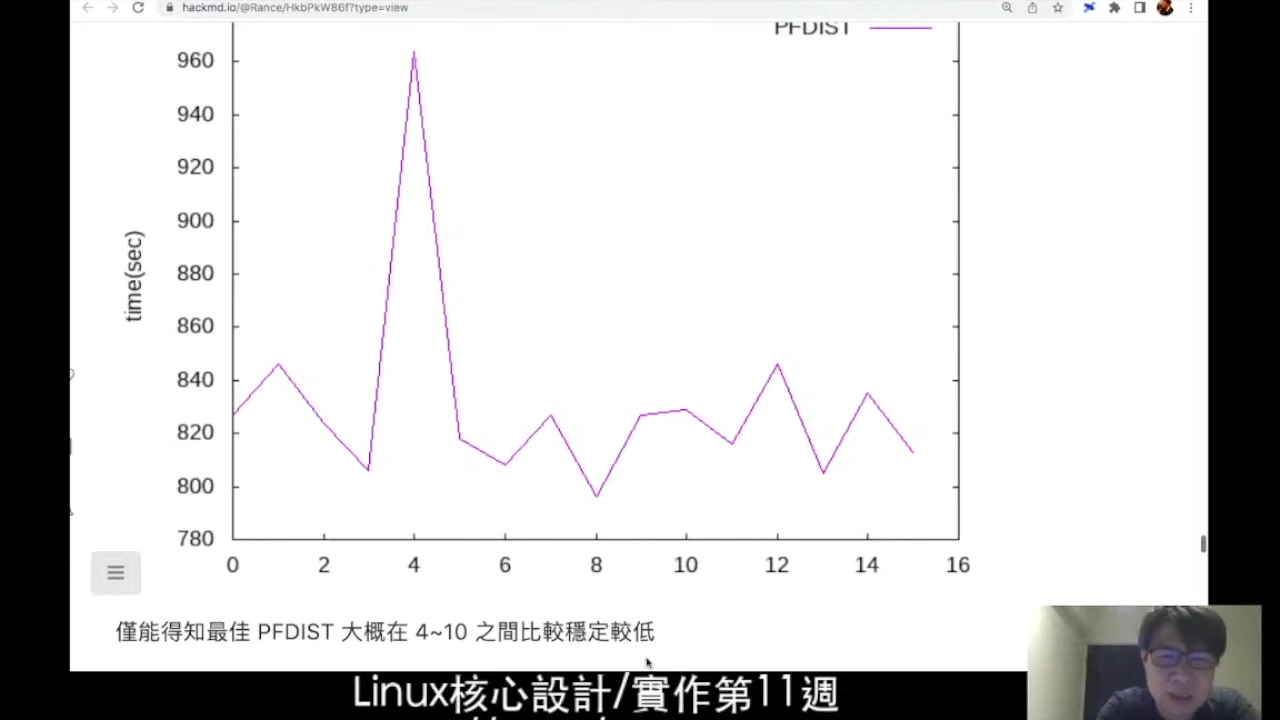 hackmd.io/@Rance/HkbPkW86f?type=view
PFDIST
960
940
920
900
880
860
840
820
800
780
time(sec)
0 2 4 6 8 10 12 14 16
僅能得知最佳 PFDIST 大概在 4~10 之間比較穩定較低
Linux核心設計/實作第11週